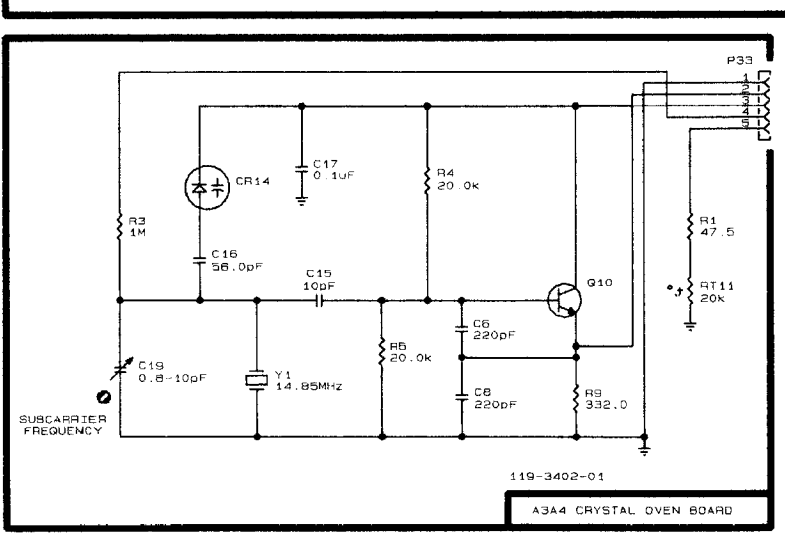 P33
1
2
3
4
5
CR14
C17
0.1uF
R4
20.0k
R3
1M
R1
47.5
C16
56.0pF
C15
10pF
Q10
RT11
20k
C6
220pF
R5
20.0k
C19
0.8-10pF
Y1
14.85MHz
C8
220pF
R9
332.0
SUBCARRIER
FREQUENCY
119-3402-01
A3A4 CRYSTAL OVEN BOARD